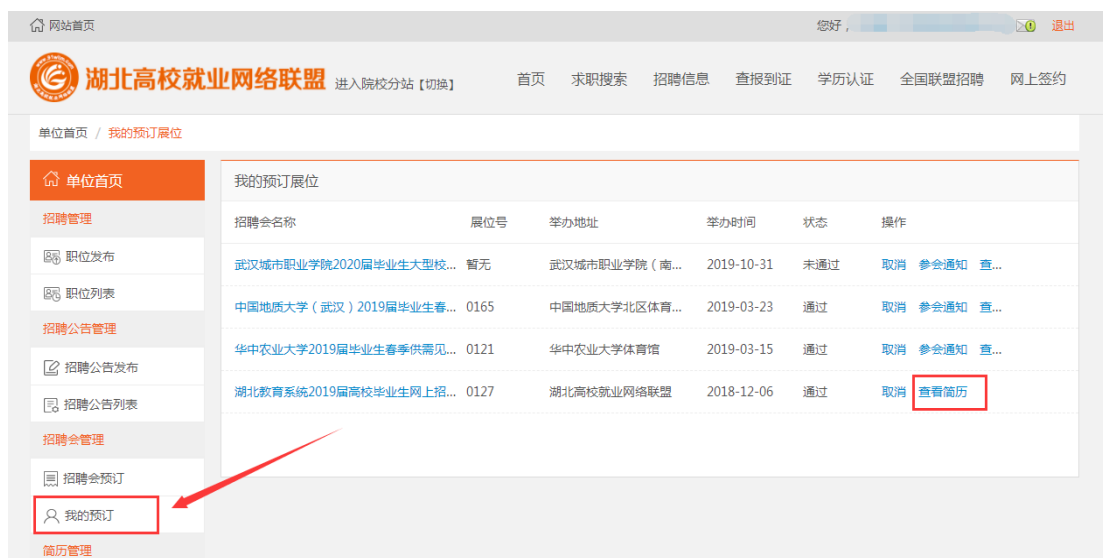 网站首页 您好， 退出
湖北高校就业网络联盟 进入院校分站【切换】 首页 求职搜索 招聘信息 查报到证 学历认证 全国联盟招聘 网上签约
单位首页 / 我的预订展位
单位首页
招聘管理
职位发布
职位列表
招聘公告管理
招聘公告发布
招聘公告列表
招聘会管理
招聘会预订
我的预订
简历管理
我的预订展位
招聘会名称 展位号 举办地址 举办时间 状态 操作
武汉城市职业学院2020届毕业生大型校... 暂无 武汉城市职业学院（南... 2019-10-31 未通过 取消 参会通知 查...
中国地质大学（武汉）2019届毕业生春... 0165 中国地质大学北区体育... 2019-03-23 通过 取消 参会通知 查...
华中农业大学2019届毕业生春季供需见... 0121 华中农业大学体育馆 2019-03-15 通过 取消 参会通知 查...
湖北教育系统2019届高校毕业生网上招... 0127 湖北高校就业网络联盟 2018-12-06 通过 取消 查看简历